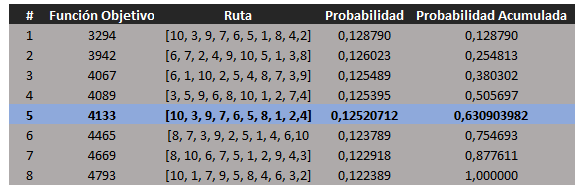 # Función Objetivo Ruta Probabilidad Probabilidad Acumulada
1 3294 [10, 3, 9, 7, 6, 5, 1, 8, 4,2] 0,128790 0,128790
2 3942 [6, 7, 2, 4, 9, 10, 5, 1, 3,8] 0,126023 0,254813
3 4067 [6, 1, 10, 2, 5, 4, 8, 7, 3,9] 0,125489 0,380302
4 4089 [3, 5, 9, 6, 8, 10, 1, 2, 7,4] 0,125395 0,505697
5 4133 [10, 3, 9, 7, 6, 5, 8, 1, 2,4] 0,12520712 0,630903982
6 4465 [8, 7, 3, 9, 2, 5, 1, 4, 6,10 0,123789 0,754693
7 4669 [8, 10, 6, 7, 5, 1, 2, 9, 4,3] 0,122918 0,877611
8 4793 [10, 1, 7, 9, 5, 8, 4, 6, 3,2] 0,122389 1,000000